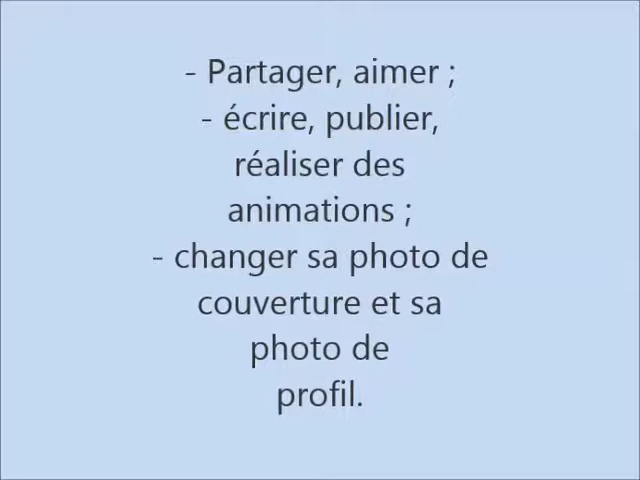 - Partager, aimer ;
- écrire, publier,
réaliser des
animations ;
- changer sa photo de
couverture et sa
photo de
profil.